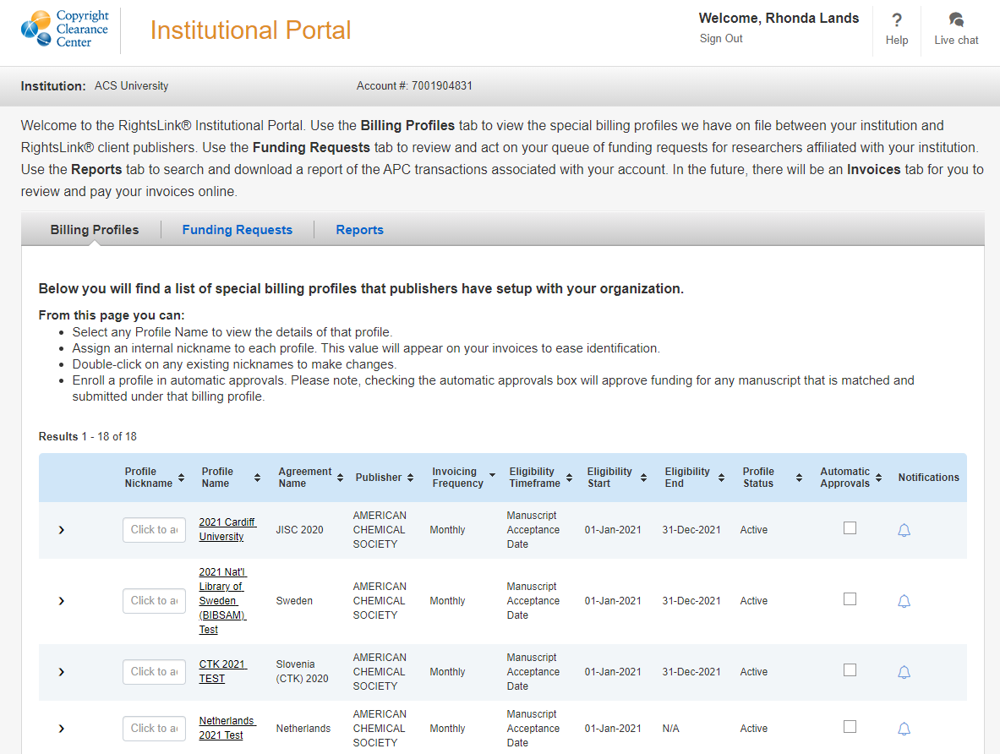 Copyright
Clearance
Center
Institutional Portal
Welcome, Rhonda Lands
Sign Out
?
Help
Live chat
Institution: ACS University
Account #: 7001904831
Welcome to the RightsLink® Institutional Portal. Use the Billing Profiles tab to view the special billing profiles we have on file between your institution and
RightsLink® client publishers. Use the Funding Requests tab to review and act on your queue of funding requests for researchers affiliated with your institution.
Use the Reports tab to search and download a report of the APC transactions associated with your account. In the future, there will be an Invoices tab for you to
review and pay your invoices online.
Billing Profiles
Funding Requests
Reports
Below you will find a list of special billing profiles that publishers have setup with your organization.
From this page you can:
• Select any Profile Name to view the details of that profile.
• Assign an internal nickname to each profile. This value will appear on your invoices to ease identification.
• Double-click on any existing nicknames to make changes.
• Enroll a profile in automatic approvals. Please note, checking the automatic approvals box will approve funding for any manuscript that is matched and
submitted under that billing profile.
Results 1 - 18 of 18
Profile
Nickname
Profile
Name
Agreement
Name
Publisher
Invoicing
Frequency
Eligibility
Timeframe
Eligibility
Start
Eligibility
End
Profile
Status
Automatic
Approvals
Notifications
Click to a
2021 Cardiff
University
JISC 2020
AMERICAN
CHEMICAL
SOCIETY
Monthly
Manuscript
Acceptance
Date
01-Jan-2021
31-Dec-2021
Active
Click to a
2021 Nat'l
Library of
Sweden
(BIBSAM)
Test
Sweden
AMERICAN
CHEMICAL
SOCIETY
Monthly
Manuscript
Acceptance
Date
01-Jan-2021
31-Dec-2021
Active
Click to a
CTK 2021
TEST
Slovenia
(CTK) 2020
AMERICAN
CHEMICAL
SOCIETY
Monthly
Manuscript
Acceptance
Date
01-Jan-2021
31-Dec-2021
Active
Click to a
Netherlands
2021 Test
Netherlands
AMERICAN
CHEMICAL
SOCIETY
Monthly
Manuscript
Acceptance
Date
01-Jan-2021
N/A
Active